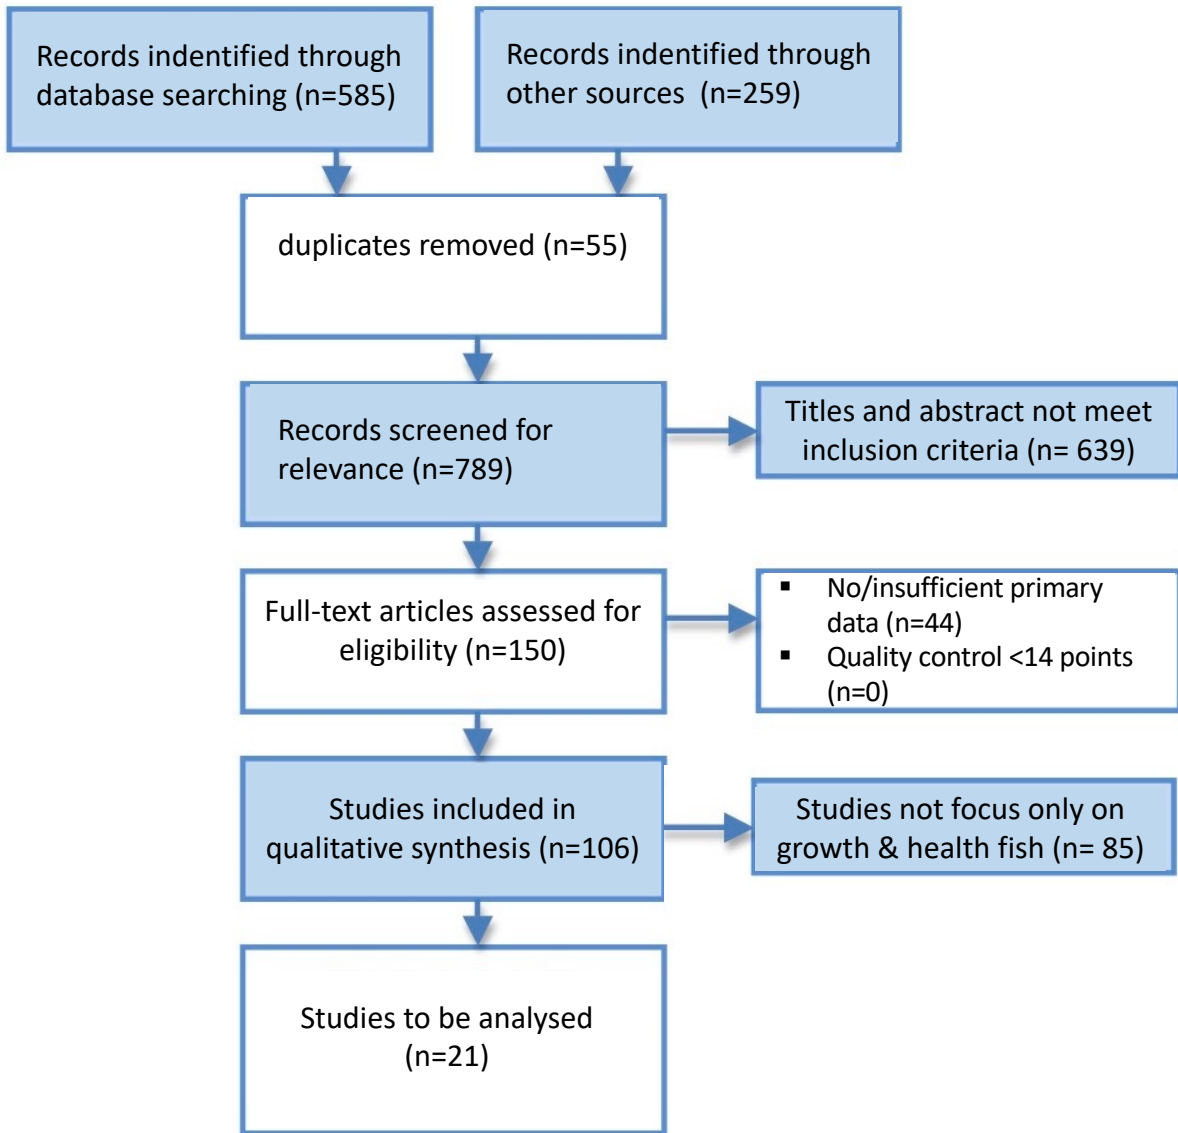 Records indentified through
database searching (n=585)
Records indentified through
other sources (n=259)
duplicates removed (n=55)
Records screened for
relevance (n=789)
Titles and abstract not meet
inclusion criteria (n= 639)
Full-text articles assessed for
eligibility (n=150)
▪ No/insufficient primary
data (n=44)
▪ Quality control <14 points
(n=0)
Studies included in
qualitative synthesis (n=106)
Studies not focus only on
growth & health fish (n= 85)
Studies to be analysed
(n=21)